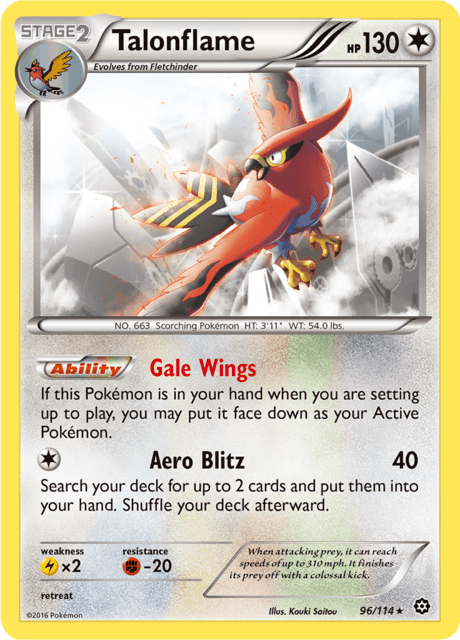 STAGE2
Talonflame
HP 130
Evolves from Fletchinder
NO. 663 Scorching Pokémon HT: 3'11" WT: 54.0 lbs.
Ability Gale Wings
If this Pokémon is in your hand when you are setting
up to play, you may put it face down as your Active
Pokémon.
Aero Blitz 40
Search your deck for up to 2 cards and put them into
your hand. Shuffle your deck afterward.
weakness resistance
×2 -20
retreat
When attacking prey, it can reach
speeds of up to 310 mph. It finishes
its prey off with a colossal kick.
©2016 Pokémon
Illus. Kouki Saitou 96/114 ★